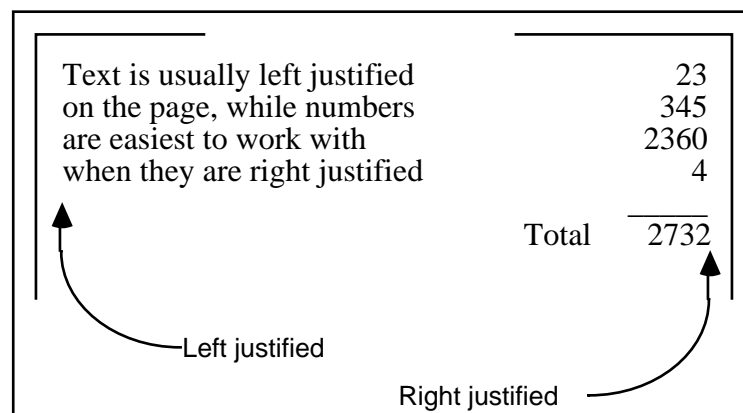 Text is usually left justified 23
on the page, while numbers 345
are easiest to work with 2360
when they are right justified 4
Total 2732
Left justified
Right justified